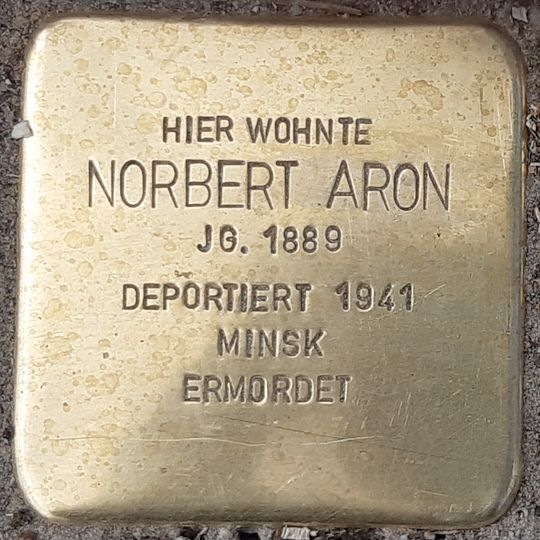 HIER WOHNTE
NORBERT ARON
JG. 1889
DEPORTIERT 1941
MINSK
ERMORDET